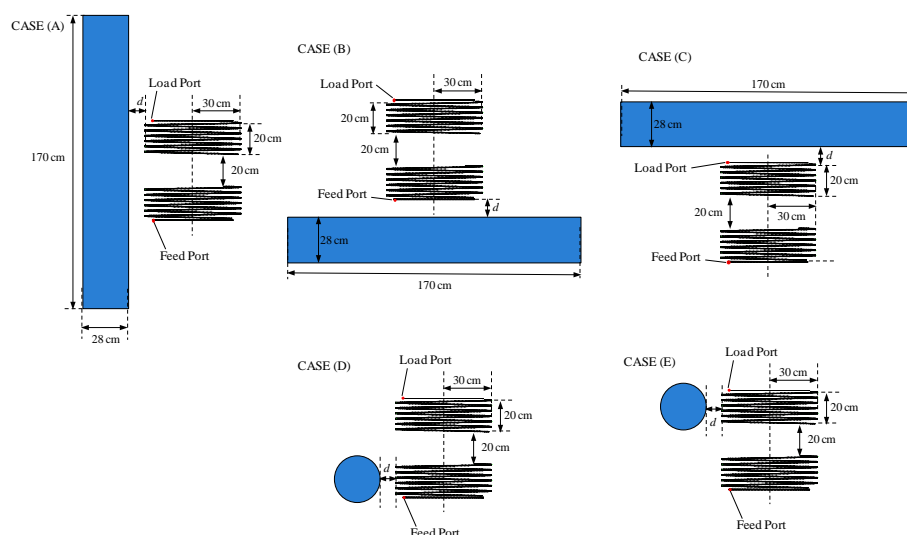 CASE (A)
170 cm
28 cm
d
Load Port
30 cm
20 cm
20 cm
Feed Port
CASE (B)
Load Port
30 cm
20 cm
20 cm
Feed Port
d
28 cm
170 cm
CASE (C)
170 cm
28 cm
d
Load Port
20 cm
20 cm
30 cm
Feed Port
CASE (D)
Load Port
30 cm
20 cm
20 cm
d
Feed Port
CASE (E)
Load Port
30 cm
20 cm
d
20 cm
Feed Port